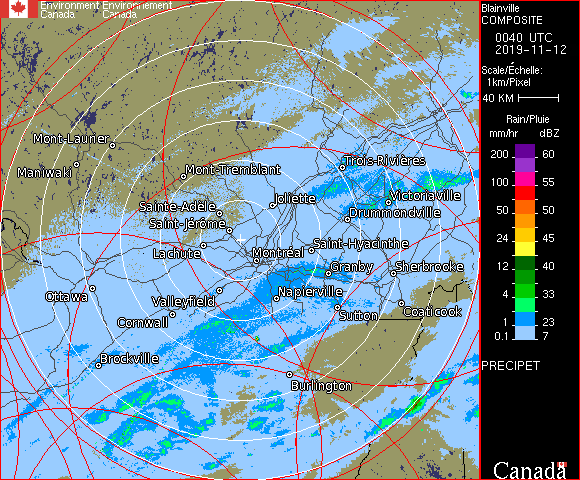 Environment Environnement
Canada Canada
Blainville
COMPOSITE
0040 UTC
2019-11-12
Scale/Échelle:
1km/Pixel
40 KM
Rain/Pluie
mm/hr dBZ
200 60
100 55
50 50
24 45
12 40
4 33
1 23
0.1 7
PRECIPET
Canada
Mont-Laurier
Maniwaki
Mont-Tremblant
Trois-Rivières
Sainte-Adèle
Joliette
Victoriaville
Saint-Jérôme
Drummondville
Lachute
Montréal
Saint-Hyacinthe
Granby
Sherbrooke
Ottawa
Valleyfield
Napierville
Cornwall
Sutton
Coaticook
Brockville
Burlington